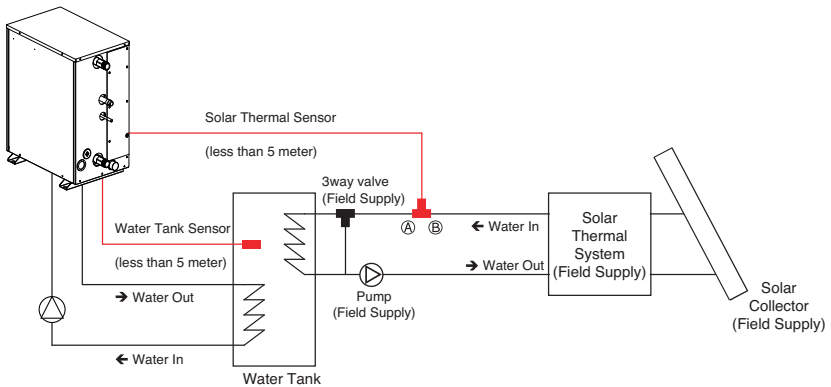 Solar Thermal Sensor
(less than 5 meter)
3way valve
(Field Supply)
Water Tank Sensor
(less than 5 meter)
Ⓐ Ⓑ
← Water In
→ Water Out
Solar
Thermal
System
(Field Supply)
→ Water Out
Pump
(Field Supply)
Solar
Collector
(Field Supply)
← Water In
Water Tank